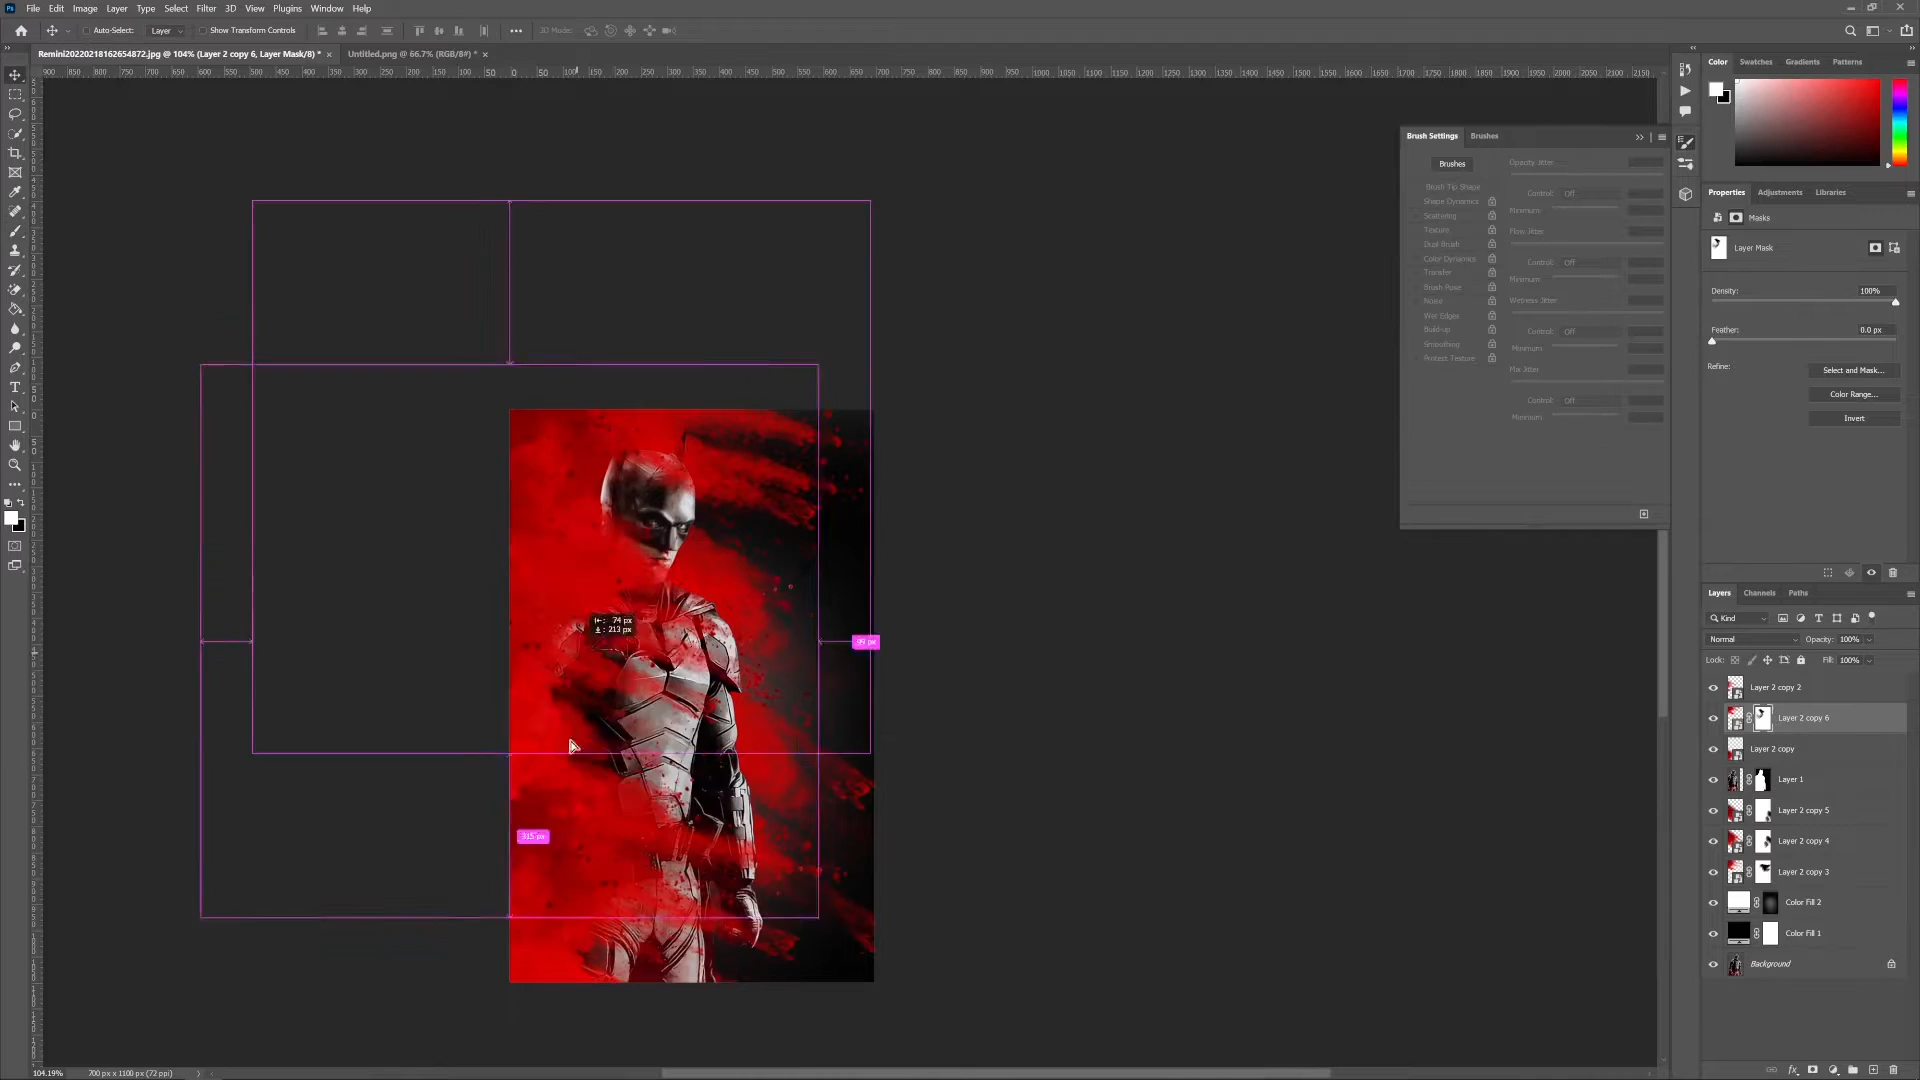 Ps File Edit Image Layer Type Select Filter 3D View Plugins Window Help
Auto-Select: Layer Show Transform Controls ••• 3D Mode:
Remini20220218162654872.jpg @ 104% (Layer 2 copy 6, Layer Mask/8) * × Untitled.png @ 66.7% (RGB/8#) * ×
Color Swatches Gradients Patterns
Brush Settings Brushes
Brushes
Opacity Jitter
Brush Tip Shape
Control: Off
Shape Dynamics
Minimum
Scattering
Texture
Flow Jitter
Dual Brush
Color Dynamics
Control: Off
Transfer
Minimum
Brush Pose
Noise
Wetness Jitter
Wet Edges
Build-up
Control: Off
Smoothing
Minimum
Protect Texture
Mix Jitter
Control: Off
Minimum
Properties Adjustments Libraries
Masks
Layer Mask
Density: 100%
Feather: 0.0 px
Refine: Select and Mask...
Color Range...
Invert
Layers Channels Paths
Kind
Normal Opacity: 100%
Lock: Fill: 100%
Layer 2 copy 2
Layer 2 copy 6
Layer 2 copy
Layer 1
Layer 2 copy 5
Layer 2 copy 4
Layer 2 copy 3
Color Fill 2
Color Fill 1
Background
74 px
213 px
99 px
315 px
104.19% 700 px x 1100 px (72 ppi)